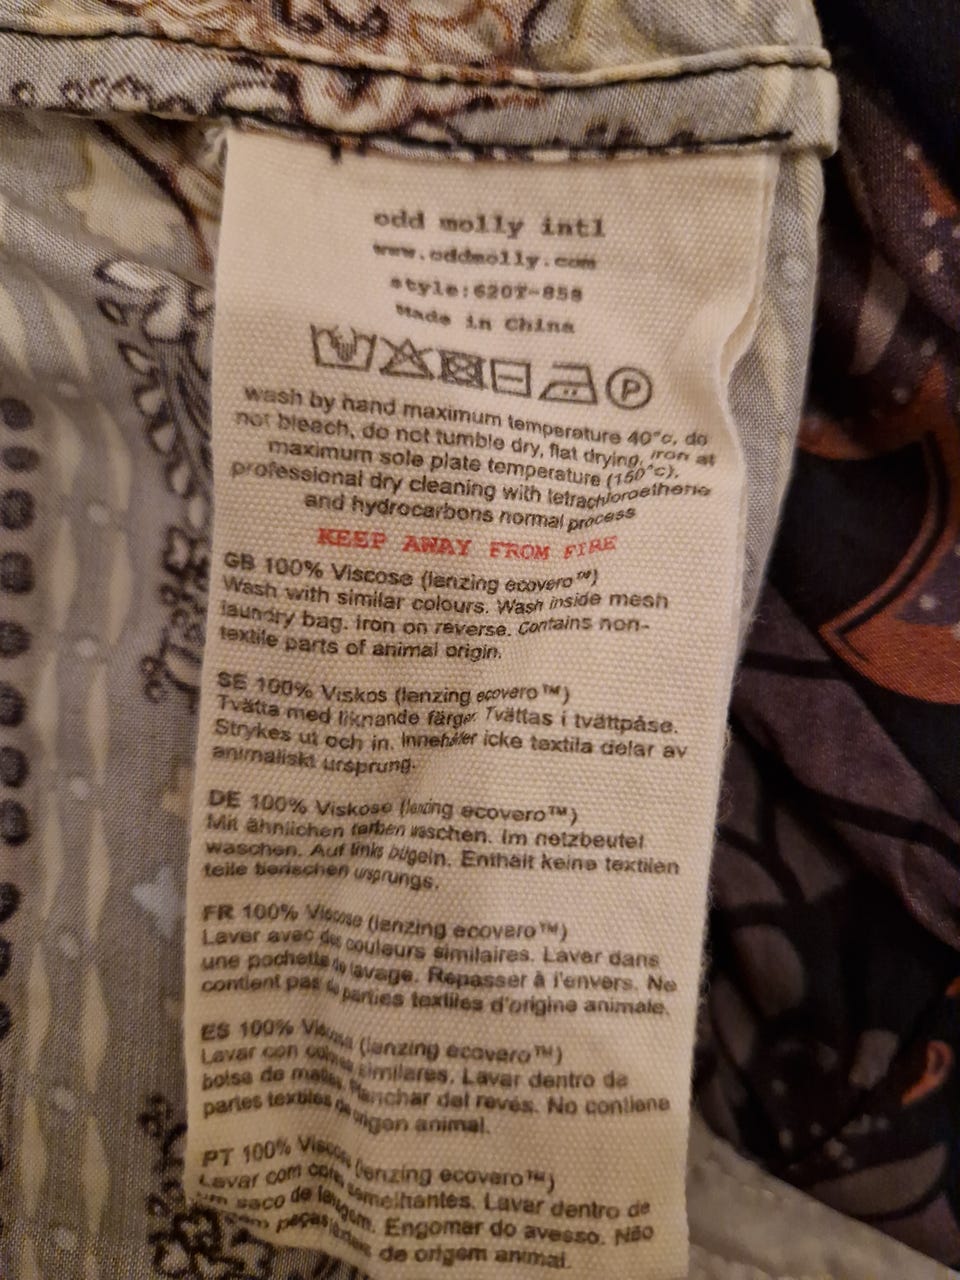 odd molly intl
www.oddmolly.com
style:620T-858
Made in China
P
wash by hand maximum temperature 40°c, do
not bleach, do not tumble dry, flat drying, iron at
maximum sole plate temperature (150°c),
professional dry cleaning with tetrachloroethene
and hydrocarbons normal process
KEEP AWAY FROM FIRE
GB 100% Viscose (lenzing ecovero™)
Wash with similar colours. Wash inside mesh
laundry bag. Iron on reverse. Contains non-
textile parts of animal origin.
SE 100% Viskos (lenzing ecovero™)
Tvätta med liknande färger. Tvättas i tvättpåse.
Strykes ut och in. Innehåller icke textila delar av
animaliskt ursprung.
DE 100% Viskose (lenzing ecovero™)
Mit ähnlichen farben waschen. Im netzbeutel
waschen. Auf links bügeln. Enthält keine textilen
teile tierischen ursprungs.
FR 100% Viscose (lenzing ecovero™)
Laver avec des couleurs similaires. Laver dans
une pochette de lavage. Repasser à l'envers. Ne
contient pas de parties textiles d'origine animale.
ES 100% Viscosa (lenzing ecovero™)
Lavar con colores similares. Lavar dentro de
bolsa de malla. Planchar del revés. No contiene
partes textiles de origen animal.
PT 100% Viscose (lenzing ecovero™)
Lavar com cores semelhantes. Lavar dentro de
um saco de lavagem. Engomar do avesso. Não
tem peças têxteis de origem animal.